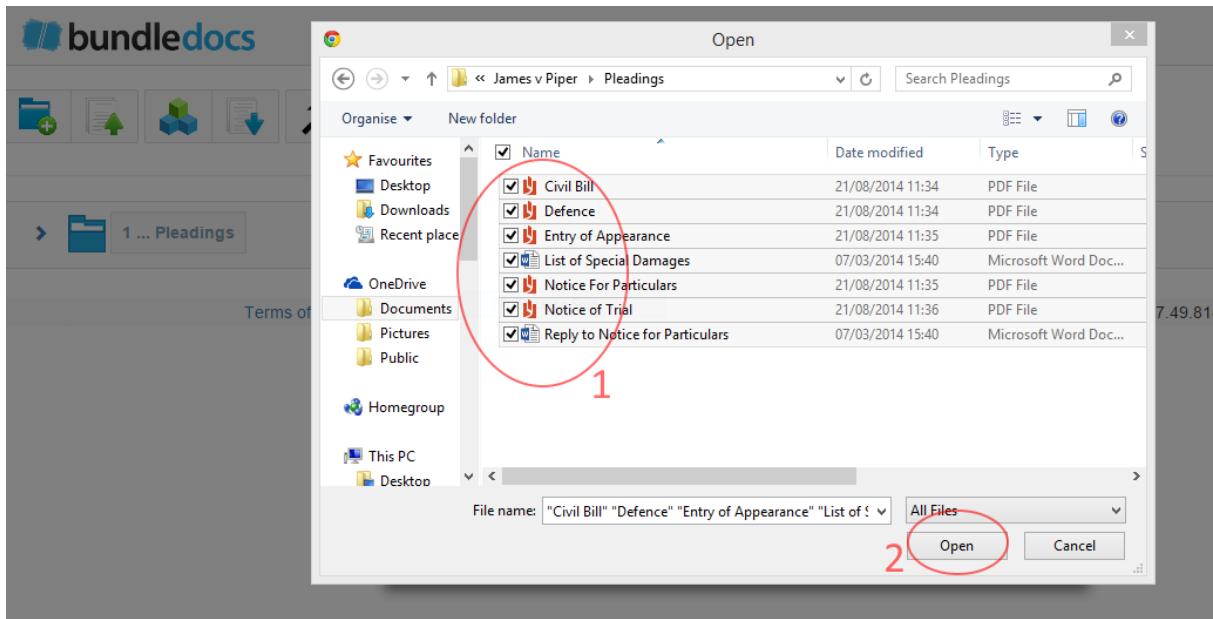 bundledocs
Open
« James v Piper Pleadings
Search Pleadings
Organise New folder
Name Date modified Type
Favourites
Desktop
Downloads
Recent place
OneDrive
Documents
Pictures
Public
Homegroup
This PC
Desktop
Civil Bill 21/08/2014 11:34 PDF File
Defence 21/08/2014 11:34 PDF File
Entry of Appearance 21/08/2014 11:35 PDF File
List of Special Damages 07/03/2014 15:40 Microsoft Word Doc...
Notice For Particulars 21/08/2014 11:35 PDF File
Notice of Trial 21/08/2014 11:36 PDF File
Reply to Notice for Particulars 07/03/2014 15:40 Microsoft Word Doc...
1
1 ... Pleadings
Terms of
File name: "Civil Bill" "Defence" "Entry of Appearance" "List of All Files
2 Open Cancel